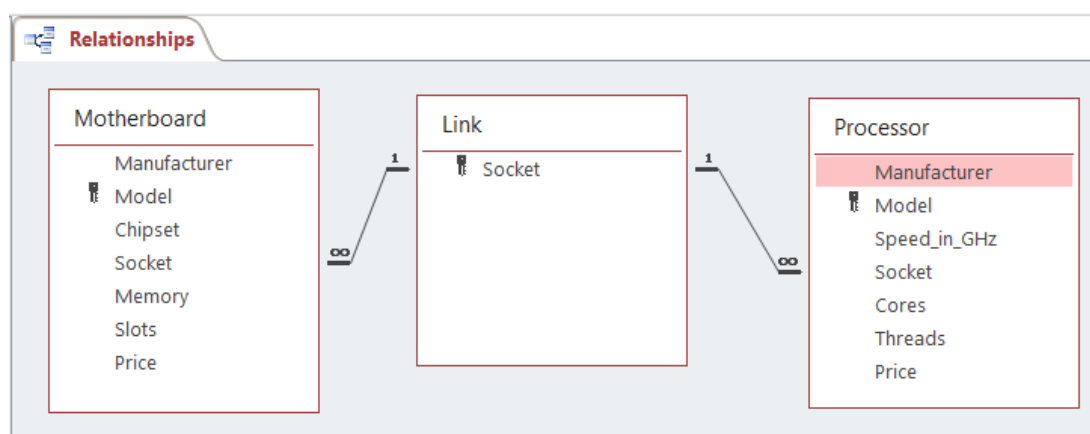 Relationships
Motherboard
Manufacturer
Model
Chipset
Socket
Memory
Slots
Price
1
∞
Link
Socket
1
∞
Processor
Manufacturer
Model
Speed_in_GHz
Socket
Cores
Threads
Price